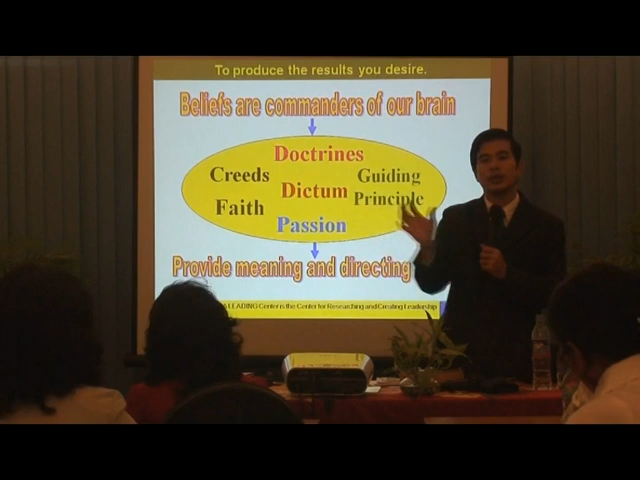 To produce the results you desire.
Beliefs are commanders of our brain
Doctrines
Creeds
Guiding
Dictum
Principle
Faith
Passion
Provide meaning and directing
LEADING Center is the Center for Researching and Creating Leadership